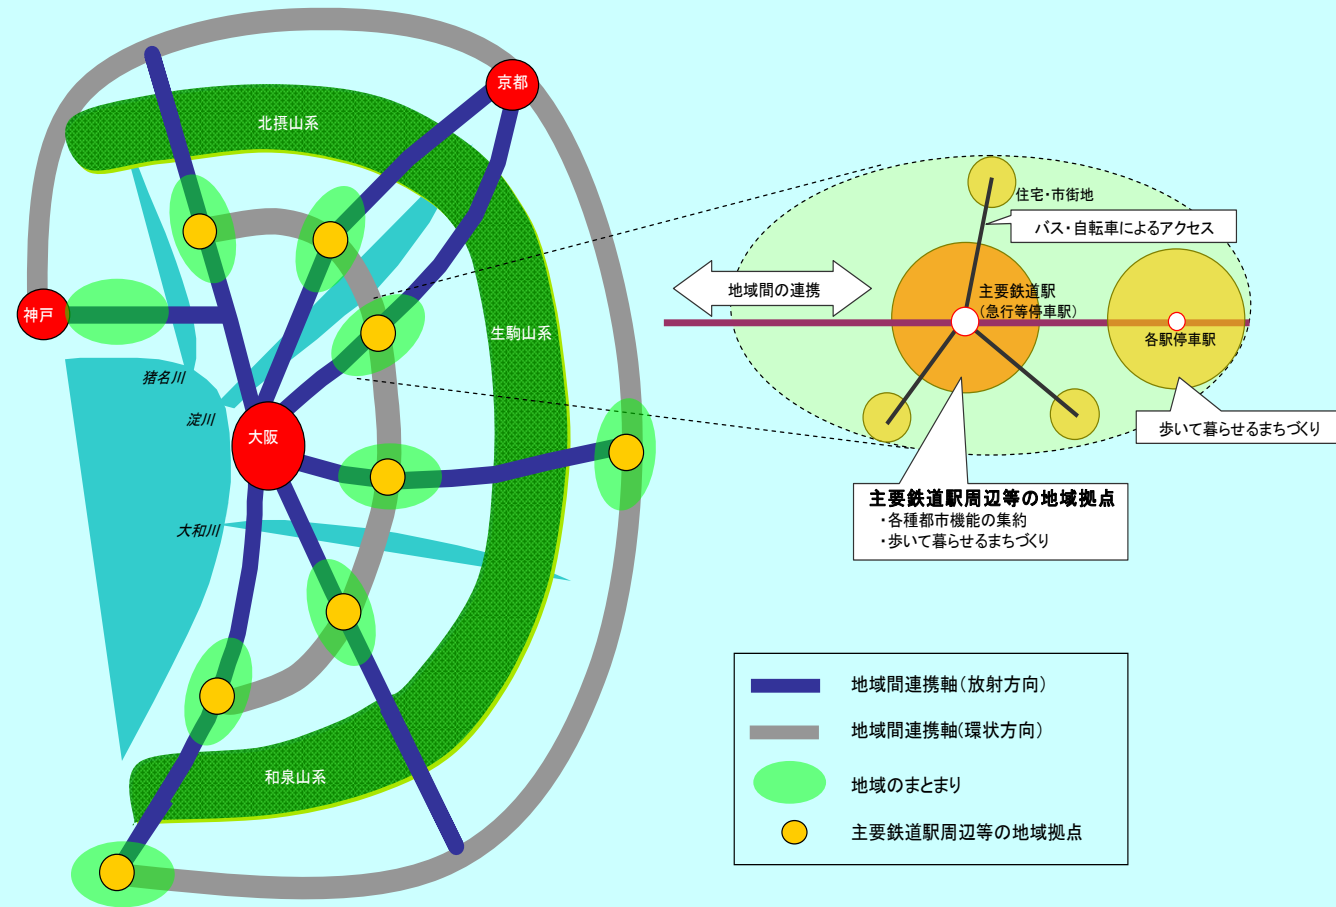 京都
北摂山系
神戸
生駒山系
猪名川
淀川
大阪
大和川
和泉山系
住宅・市街地
バス・自転車によるアクセス
地域間の連携
主要鉄道駅
(急行等停車駅)
各駅停車駅
歩いて暮らせるまちづくり
主要鉄道駅周辺等の地域拠点
・各種都市機能の集約
・歩いて暮らせるまちづくり
地域間連携軸(放射方向)
地域間連携軸(環状方向)
地域のまとまり
主要鉄道駅周辺等の地域拠点